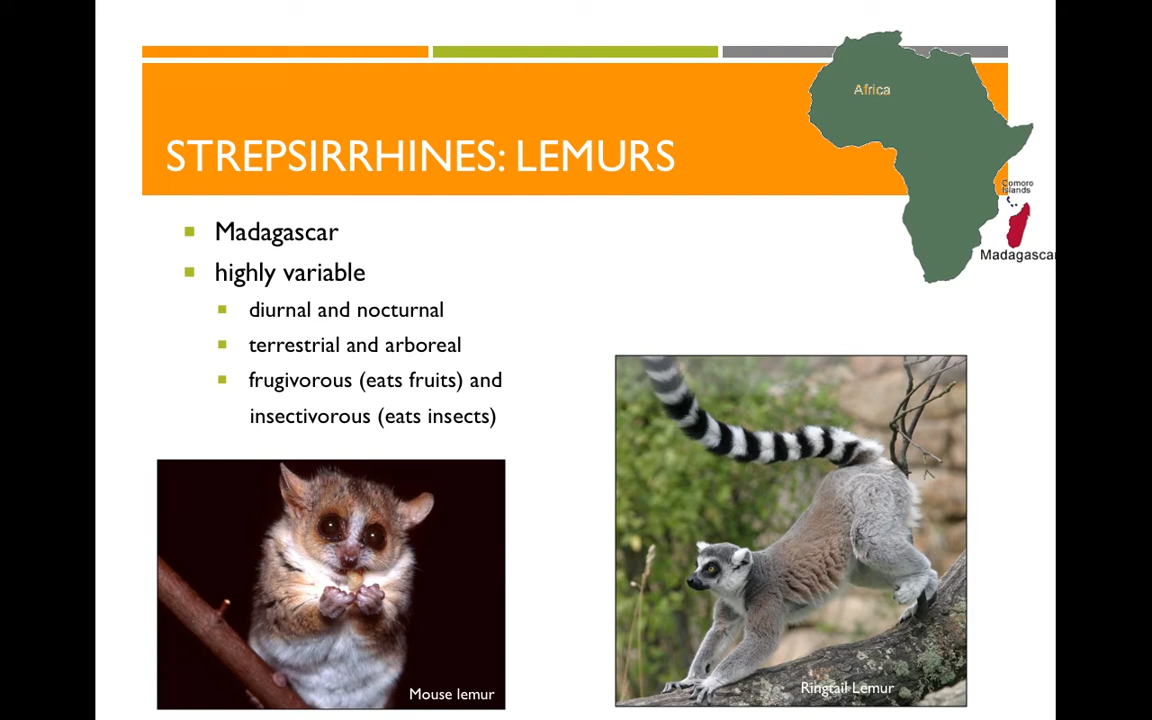 Africa
STREPSIRRHINES: LEMURS
Comoro
Islands
Madagascar
Madagascar
highly variable
diurnal and nocturnal
terrestrial and arboreal
frugivorous (eats fruits) and
insectivorous (eats insects)
Mouse lemur
Ringtail Lemur